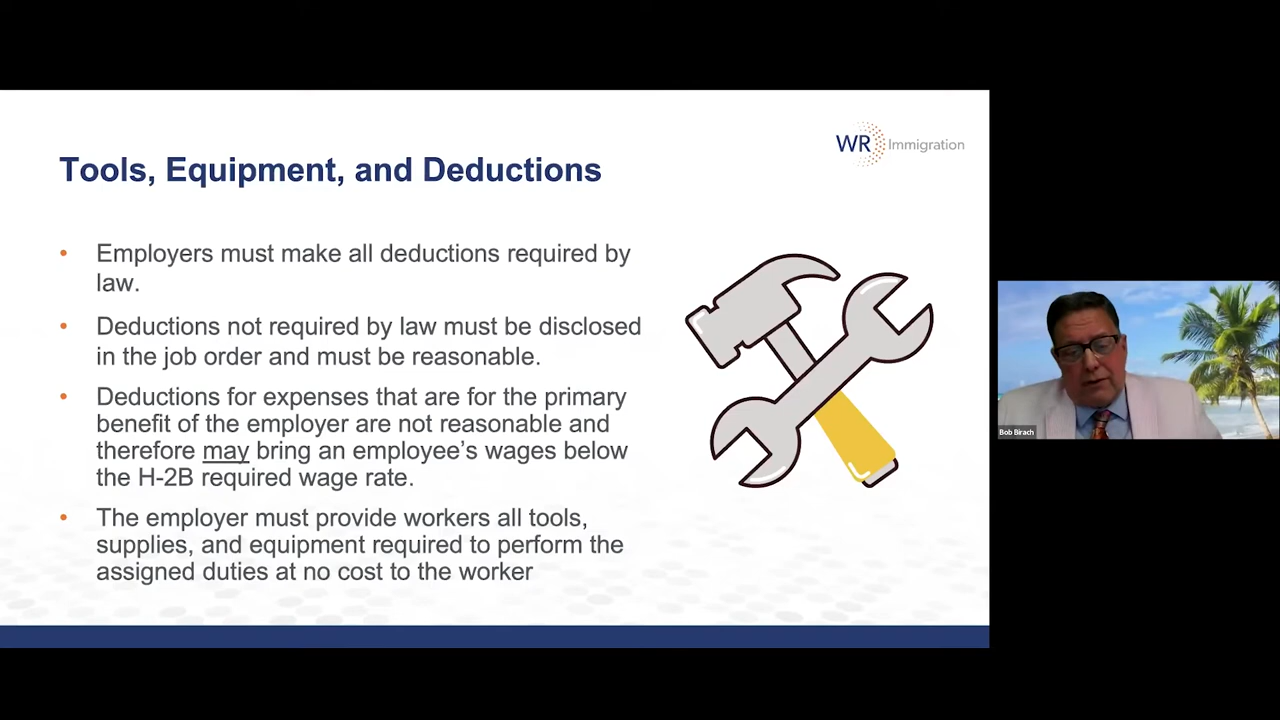 WR Immigration
Tools, Equipment, and Deductions
• Employers must make all deductions required by
law.
• Deductions not required by law must be disclosed
in the job order and must be reasonable.
• Deductions for expenses that are for the primary
benefit of the employer are not reasonable and
therefore may bring an employee’s wages below
the H-2B required wage rate.
• The employer must provide workers all tools,
supplies, and equipment required to perform the
assigned duties at no cost to the worker
Bob Birach